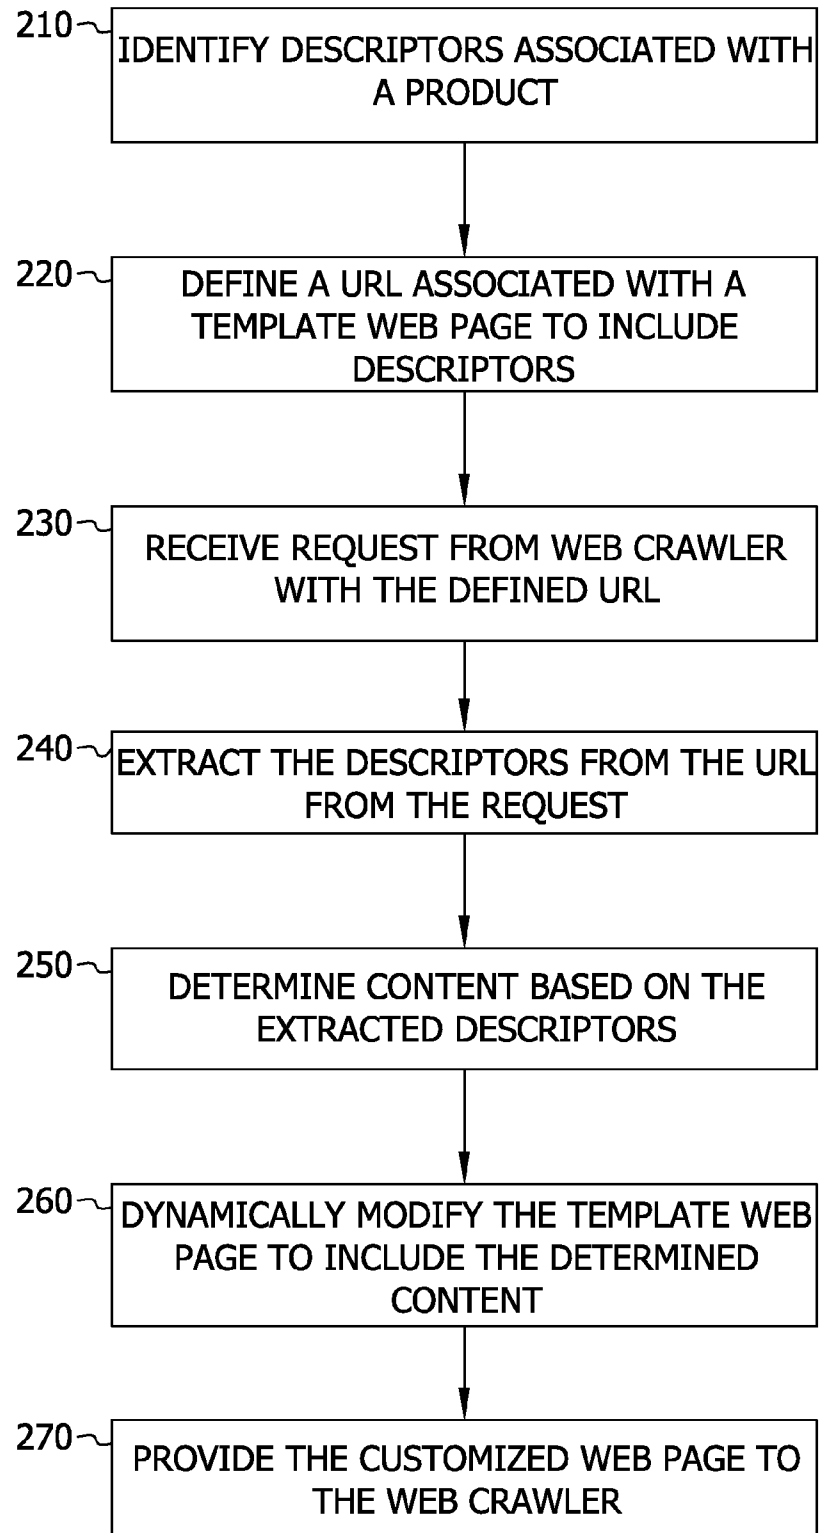 210
IDENTIFY DESCRIPTORS ASSOCIATED WITH
A PRODUCT
220
DEFINE A URL ASSOCIATED WITH A
TEMPLATE WEB PAGE TO INCLUDE
DESCRIPTORS
230
RECEIVE REQUEST FROM WEB CRAWLER
WITH THE DEFINED URL
240
EXTRACT THE DESCRIPTORS FROM THE URL
FROM THE REQUEST
250
DETERMINE CONTENT BASED ON THE
EXTRACTED DESCRIPTORS
260
DYNAMICALLY MODIFY THE TEMPLATE WEB
PAGE TO INCLUDE THE DETERMINED
CONTENT
270
PROVIDE THE CUSTOMIZED WEB PAGE TO
THE WEB CRAWLER